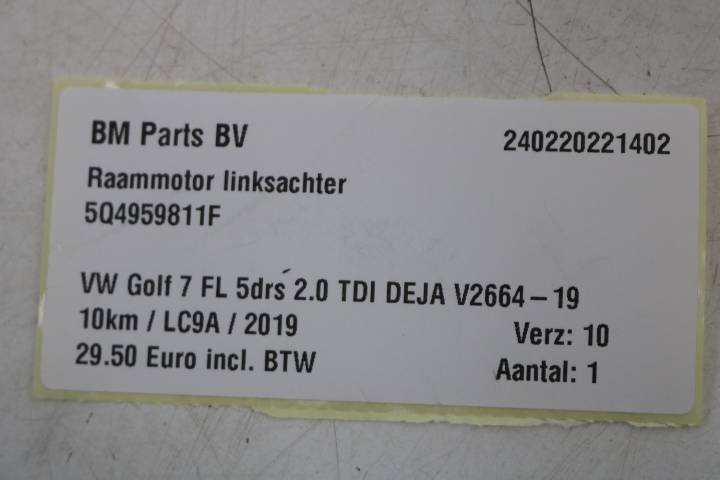 BM Parts BV 240220221402
Raammotor linksachter
5Q4959811F
VW Golf 7 FL 5drs 2.0 TDI DEJA V2664-19
10km / LC9A / 2019 Verz: 10
29.50 Euro incl. BTW Aantal: 1